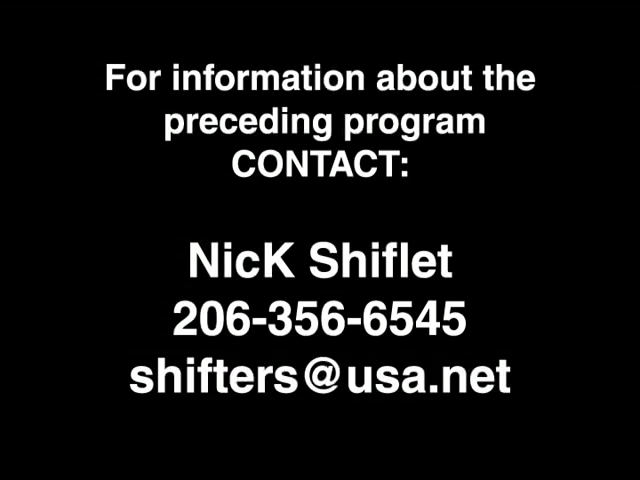 For information about the
preceding program
CONTACT:
NicK Shiflet
206-356-6545
shifters@usa.net